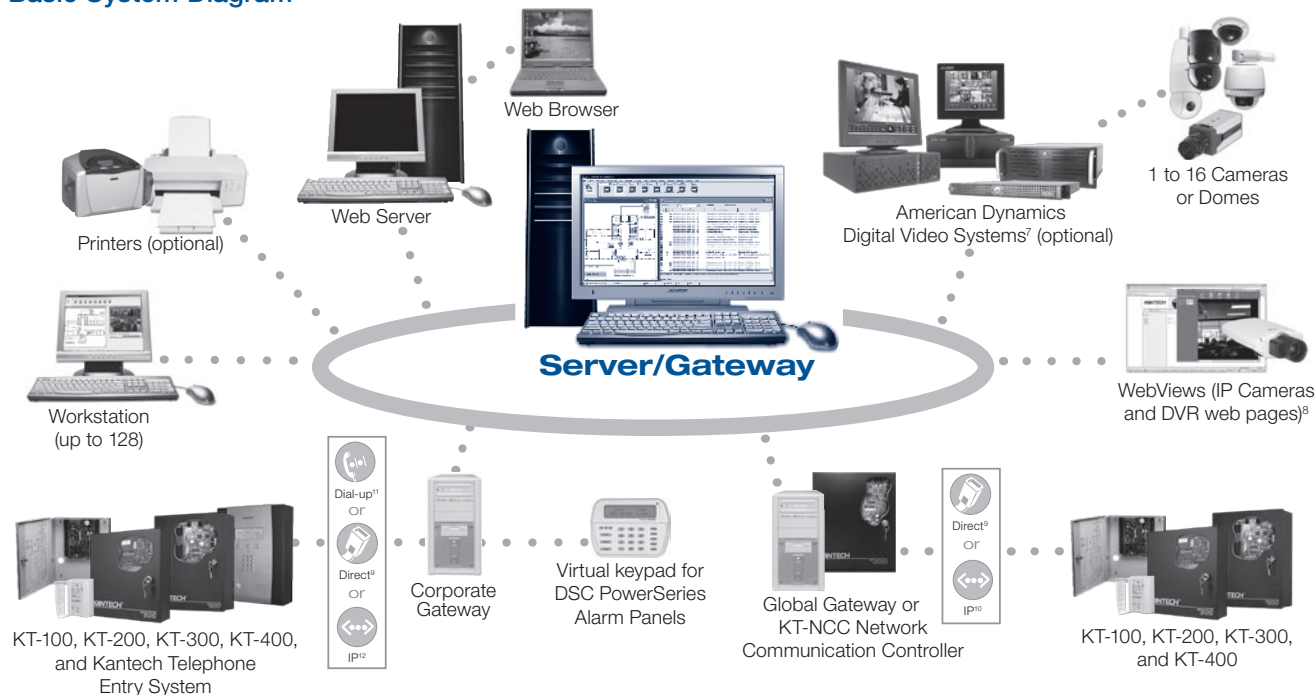 Basic System Diagram
Web Browser
Web Server
Printers (optional)
American Dynamics
Digital Video Systems⁷ (optional)
1 to 16 Cameras
or Domes
Server/Gateway
Workstation
(up to 128)
WebViews (IP Cameras
and DVR web pages)⁸
KT-100, KT-200, KT-300, KT-400,
and Kantech Telephone
Entry System
Dial-up¹¹
or
Direct⁹
or
IP¹²
Corporate
Gateway
Virtual keypad for
DSC PowerSeries
Alarm Panels
Global Gateway or
KT-NCC Network
Communication Controller
Direct⁹
or
IP¹⁰
KT-100, KT-200, KT-300,
and KT-400